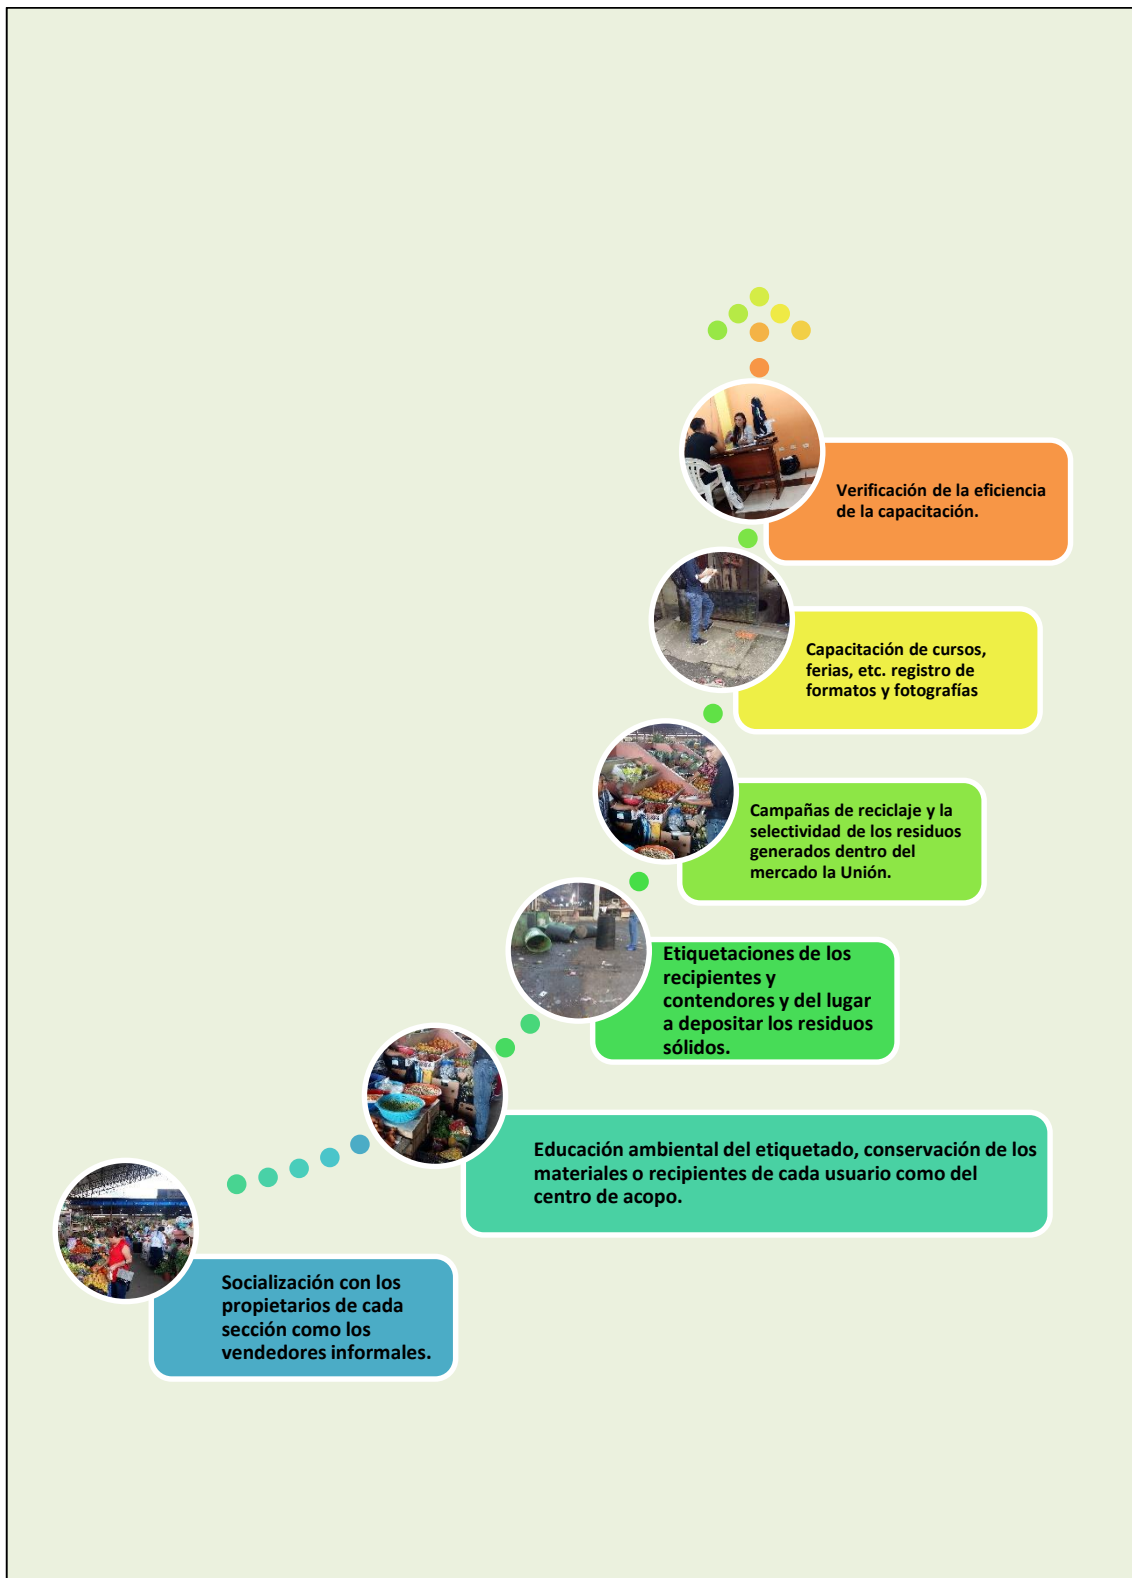 Verificación de la eficiencia
de la capacitación.
Capacitación de cursos,
ferias, etc. registro de
formatos y fotografías
Campañas de reciclaje y la
selectividad de los residuos
generados dentro del
mercado la Unión.
Etiquetaciones de los
recipientes y
contendores y del lugar
a depositar los residuos
sólidos.
Educación ambiental del etiquetado, conservación de los
materiales o recipientes de cada usuario como del
centro de acopo.
Socialización con los
propietarios de cada
sección como los
vendedores informales.